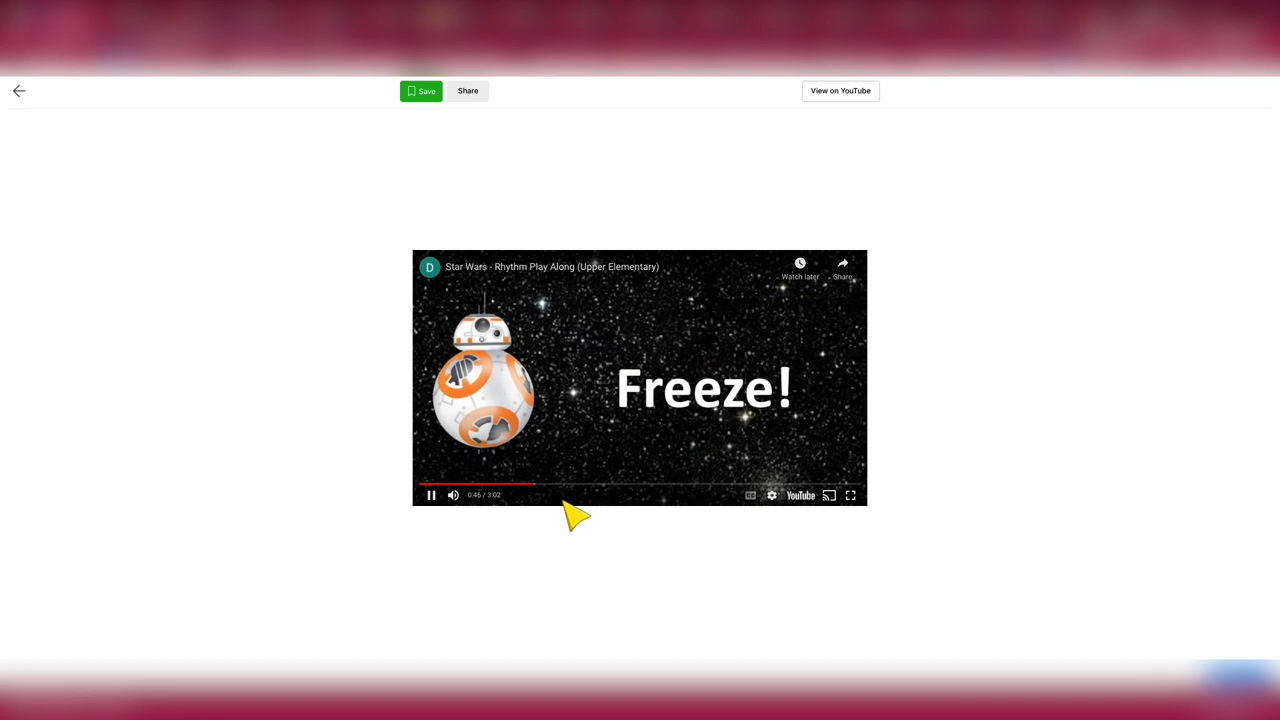 Save
Share
View on YouTube
D
Star Wars - Rhythm Play Along (Upper Elementary)
Watch later
Share
Freeze!
0:46 / 3:02
CC
YouTube